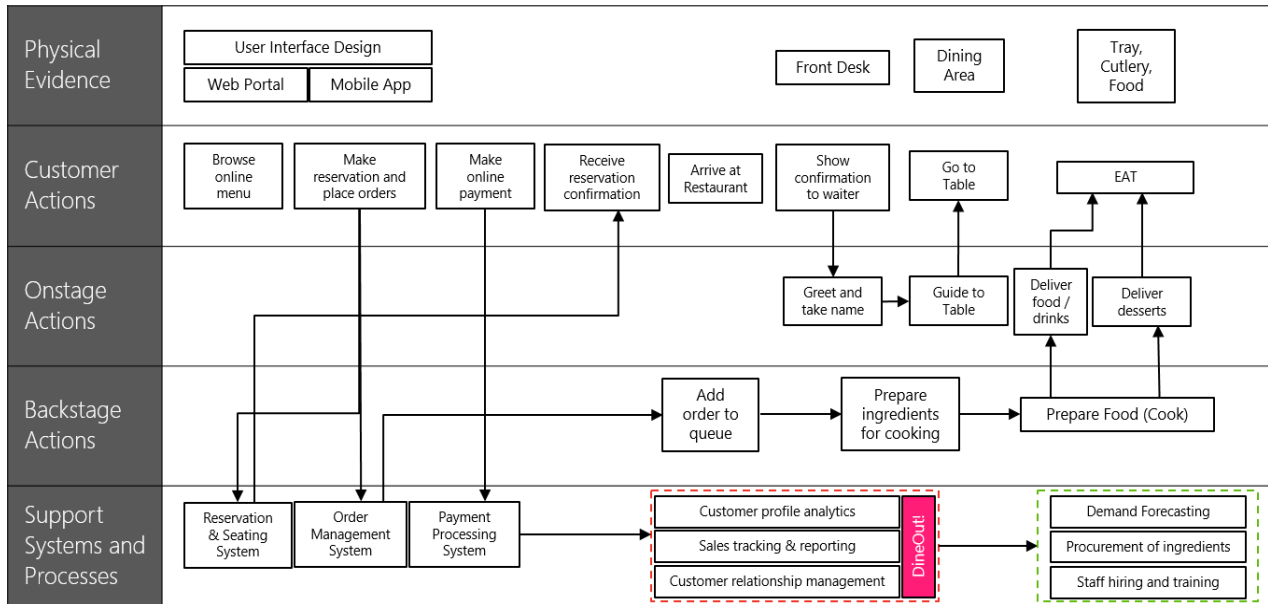 Physical
Evidence
User Interface Design
Web Portal
Mobile App
Front Desk
Dining
Area
Tray,
Cutlery,
Food
Customer
Actions
Browse
online
menu
Make
reservation and
place orders
Make
online
payment
Receive
reservation
confirmation
Arrive at
Restaurant
Show
confirmation
to waiter
Go to
Table
EAT
Onstage
Actions
Greet and
take name
Guide to
Table
Deliver
food /
drinks
Deliver
desserts
Backstage
Actions
Add
order to
queue
Prepare
ingredients
for cooking
Prepare Food (Cook)
Support
Systems and
Processes
Reservation
& Seating
System
Order
Management
System
Payment
Processing
System
Customer profile analytics
Sales tracking & reporting
Customer relationship management
DineOut!
Demand Forecasting
Procurement of ingredients
Staff hiring and training